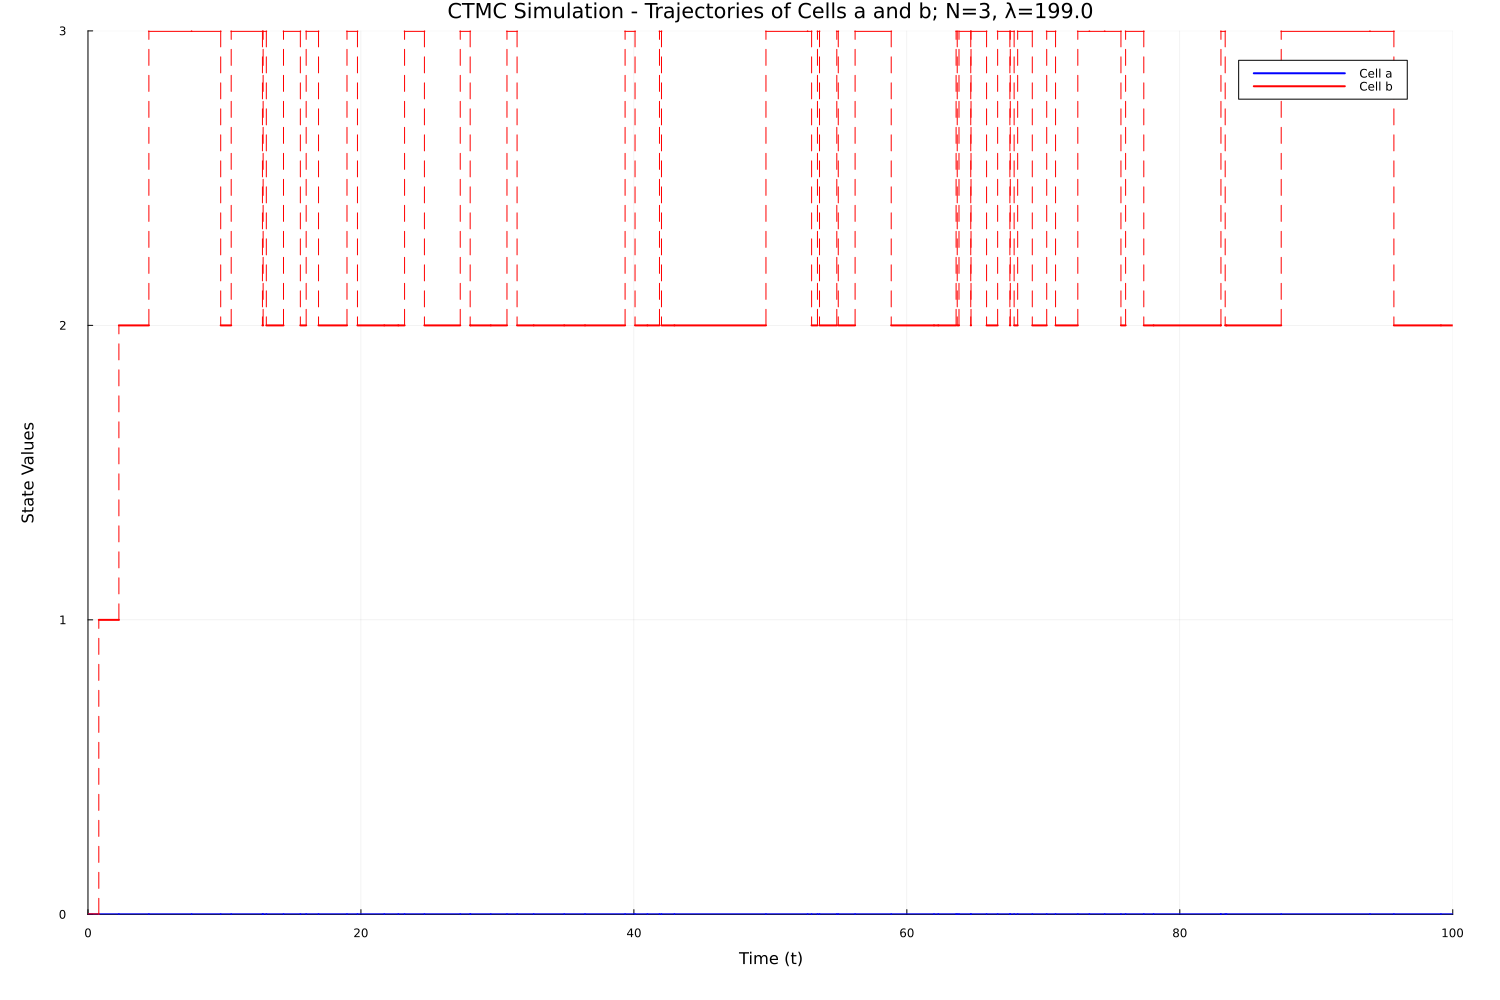 CTMC Simulation - Trajectories of Cells a and b; N=3, λ=199.0
3
Cell a
Cell b
2
State Values
1
0
0 20 40 60 80 100
Time (t)